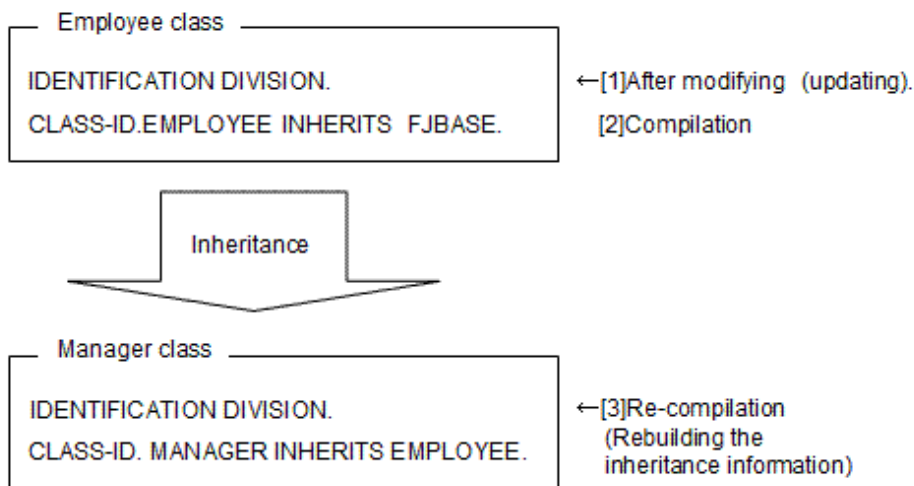 Employee class
IDENTIFICATION DIVISION.
CLASS-ID.EMPLOYEE INHERITS FJBASE.
←[1]After modifying (updating).
[2]Compilation
Inheritance
Manager class
IDENTIFICATION DIVISION.
CLASS-ID. MANAGER INHERITS EMPLOYEE.
←[3]Re-compilation
(Rebuilding the
inheritance information)